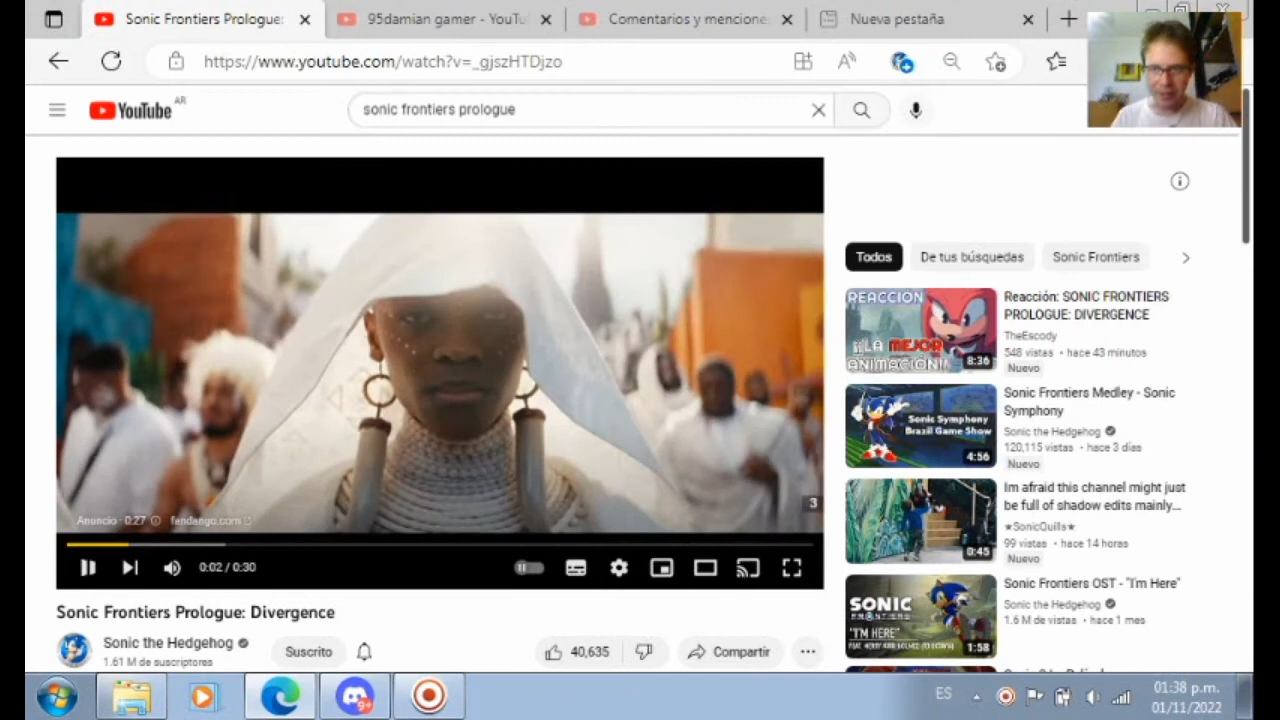 Sonic Frontiers Prologue:
95damian gamer - YouTu
Comentarios y mencione
Nueva pestaña
https://www.youtube.com/watch?v=_gjszHTDjzo
YouTube AR
sonic frontiers prologue
Todos
De tus búsquedas
Sonic Frontiers
REACCIÓN
¡LA MEJOR
ANIMACIÓN!
8:36
Reacción: SONIC FRONTIERS
PROLOGUE: DIVERGENCE
TheEscody
548 vistas • hace 43 minutos
Nuevo
Sonic Symphony
Brazil Game Show
4:56
Sonic Frontiers Medley - Sonic
Symphony
Sonic the Hedgehog
120,115 vistas • hace 3 días
Nuevo
0:45
Im afraid this channel might just
be full of shadow edits mainly...
★SonicQuills★
99 vistas • hace 14 horas
Nuevo
SONIC
FRONTIERS
"I'M HERE"
1:58
Sonic Frontiers OST - "I'm Here"
Sonic the Hedgehog
1.6 M de vistas • hace 1 mes
3
Anuncio · 0:27
fandango.com
0:02 / 0:30
Sonic Frontiers Prologue: Divergence
Sonic the Hedgehog
1.61 M de suscriptores
Suscrito
40,635
Compartir
9+
ES
01:38 p.m.
01/11/2022